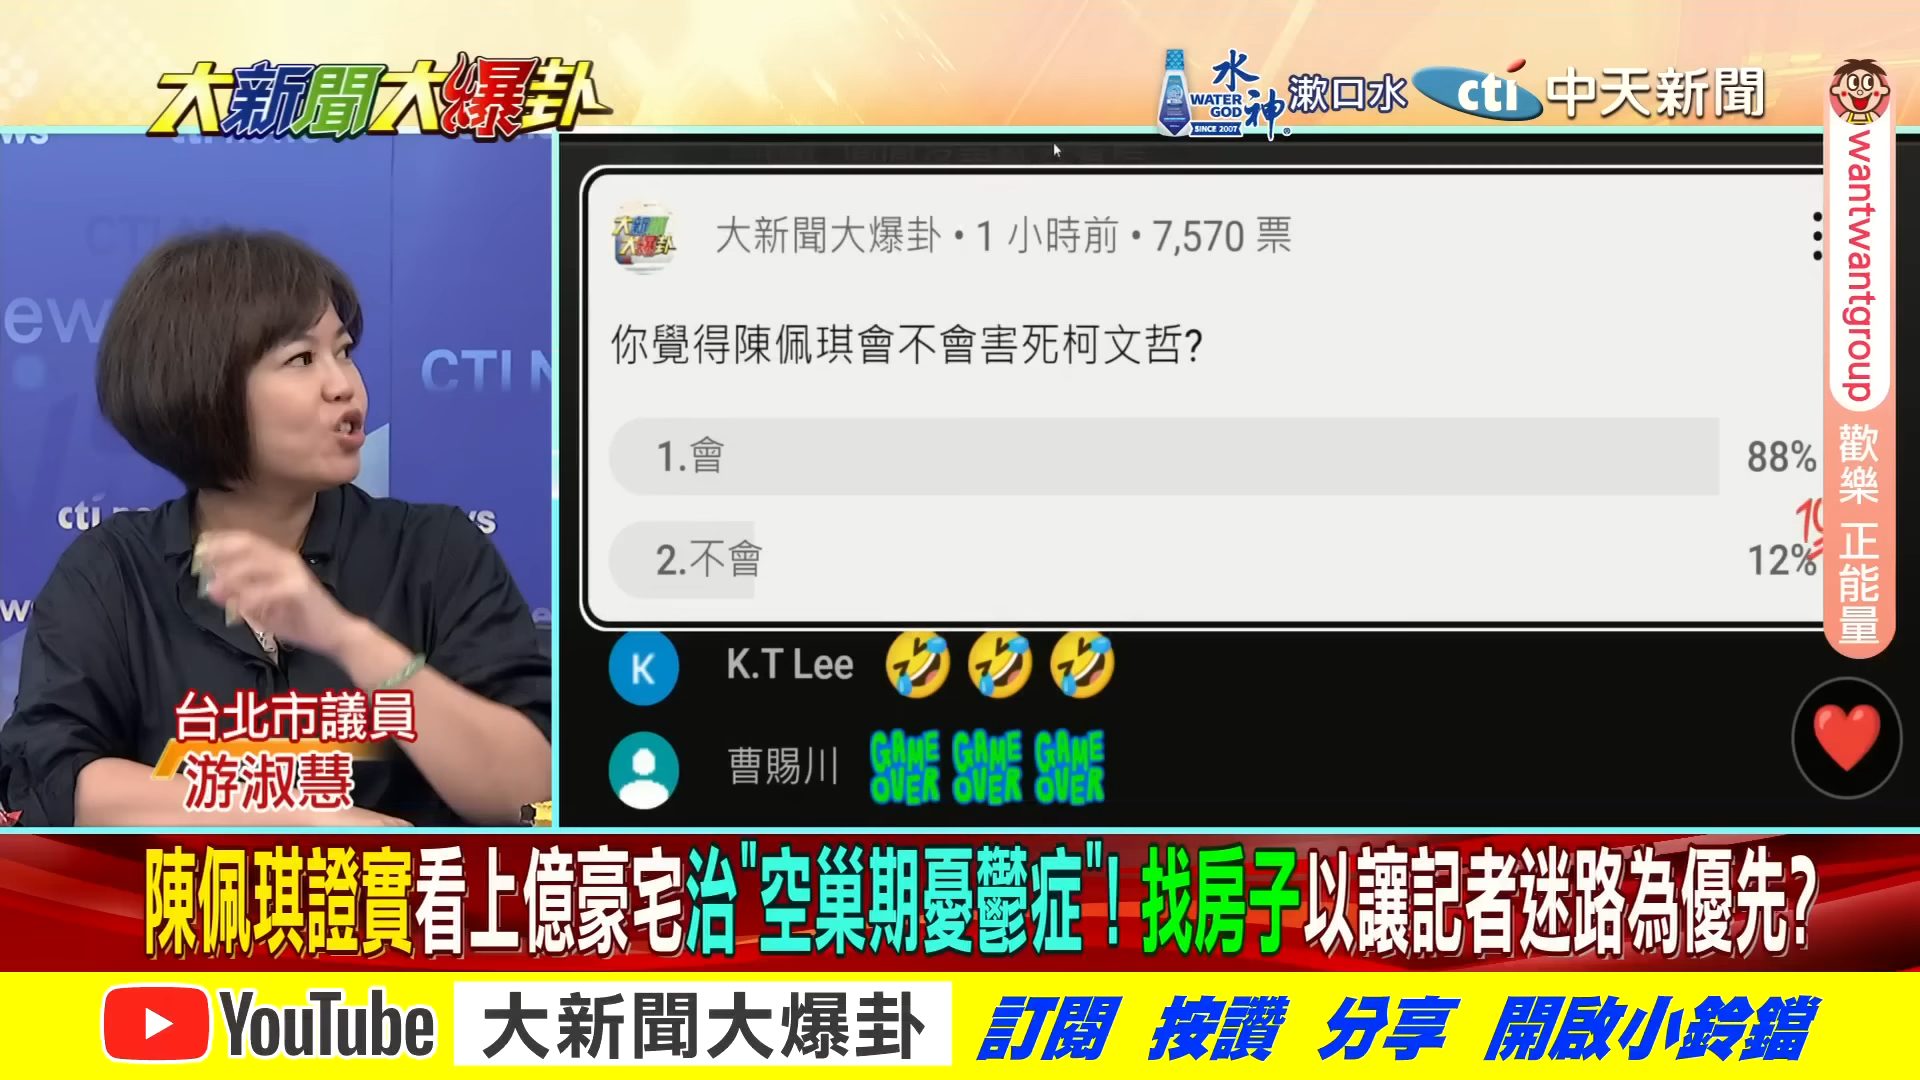 大新聞大爆卦
水神
WATER GOD
SINCE 2007
漱口水
cti 中天新聞
wantwantgroup
歡樂 正能量
CTI N
cti
大新聞大爆卦 • 1 小時前 • 7,570 票
你覺得陳佩琪會不會害死柯文哲?
1.會 88%
2.不會 12%
K K.T Lee
曹賜川 GAME OVER GAME OVER GAME OVER
台北市議員
游淑慧
陳佩琪證實看上億豪宅治"空巢期憂鬱症"!找房子以讓記者迷路為優先?
YouTube 大新聞大爆卦 訂閱 按讚 分享 開啟小鈴鐺